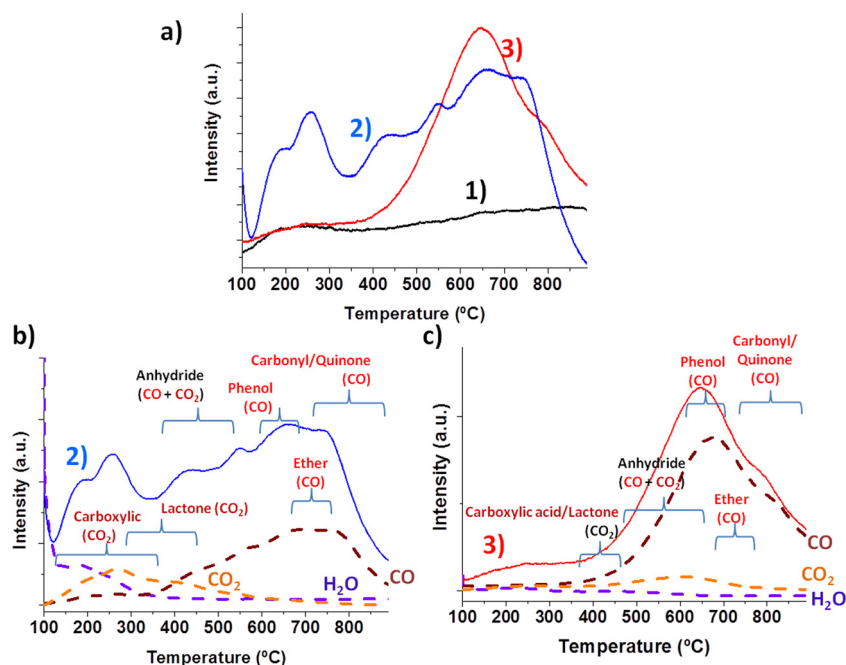 a)
3)
2)
1)
Intensity (a.u.)
100 200 300 400 500 600 700 800
Temperature (ºC)
b)
Carbonyl/Quinone
(CO)
Anhydride
(CO + CO₂)
Phenol
(CO)
2)
Ether
(CO)
Lactone (CO₂)
Carboxylic
(CO₂)
CO₂
H₂O
CO
Intensity (a.u.)
100 200 300 400 500 600 700 800
Temperature (ºC)
c)
Carbonyl/
Quinone
(CO)
Phenol
(CO)
Anhydride
(CO + CO₂)
Carboxylic acid/Lactone
(CO₂)
Ether
(CO)
3)
CO
CO₂
H₂O
Intensity (a.u.)
100 200 300 400 500 600 700 800
Temperature (ºC)